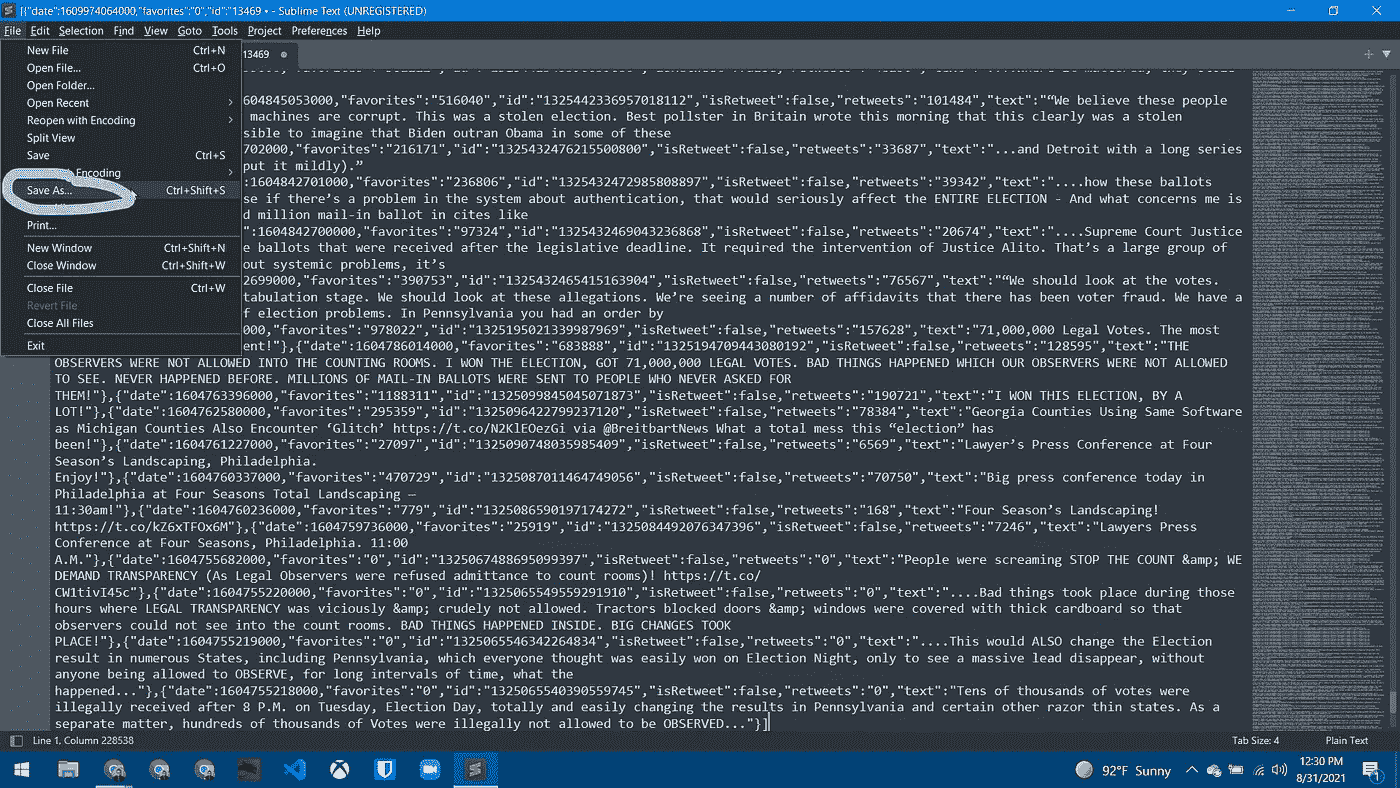 [{"date":1609974064000,"favorites":"0","id":"13469 • - Sublime Text (UNREGISTERED)
File Edit Selection Find View Goto Tools Project Preferences Help
13469
New File Ctrl+N
Open File... Ctrl+O
Open Folder...
Open Recent
Reopen with Encoding
Split View
Save Ctrl+S
Encoding
Save As... Ctrl+Shift+S
Print...
New Window Ctrl+Shift+N
Close Window Ctrl+Shift+W
Close File Ctrl+W
Revert File
Close All Files
Exit
1604845053000,"favorites":"516040","id":"1325442336957018112","isRetweet":false,"retweets":"101484","text":"“We believe these people
machines are corrupt. This was a stolen election. Best pollster in Britain wrote this morning that this clearly was a stolen
sible to imagine that Biden outran Obama in some of these
702000,"favorites":"216171","id":"1325432476215500800","isRetweet":false,"retweets":"33687","text":"...and Detroit with a long series
put it mildly).”
:1604842701000,"favorites":"236806","id":"1325432472985808897","isRetweet":false,"retweets":"39342","text":"....how these ballots
se if there’s a problem in the system about authentication, that would seriously affect the ENTIRE ELECTION - And what concerns me is
d million mail-in ballot in cites like
:1604842700000,"favorites":"97324","id":"1325432469043236868","isRetweet":false,"retweets":"20674","text":"....Supreme Court Justice
e ballots that were received after the legislative deadline. It required the intervention of Justice Alito. That’s a large group of
out systemic problems, it’s
2699000,"favorites":"390753","id":"1325432465415163904","isRetweet":false,"retweets":"76567","text":"“We should look at the votes.
tabulation stage. We should look at these allegations. We’re seeing a number of affidavits that there has been voter fraud. We have a
f election problems. In Pennsylvania you had an order by
000,"favorites":"978022","id":"1325195021339987969","isRetweet":false,"retweets":"157628","text":"71,000,000 Legal Votes. The most
ent!"},{"date":1604786014000,"favorites":"683888","id":"1325194709443080192","isRetweet":false,"retweets":"128595","text":"THE
OBSERVERS WERE NOT ALLOWED INTO THE COUNTING ROOMS. I WON THE ELECTION, GOT 71,000,000 LEGAL VOTES. BAD THINGS HAPPENED WHICH OUR OBSERVERS WERE NOT ALLOWED
TO SEE. NEVER HAPPENED BEFORE. MILLIONS OF MAIL-IN BALLOTS WERE SENT TO PEOPLE WHO NEVER ASKED FOR
THEM!"},{"date":1604763396000,"favorites":"1188311","id":"1325099845045071873","isRetweet":false,"retweets":"190721","text":"I WON THIS ELECTION, BY A
LOT!"},{"date":1604762580000,"favorites":"295359","id":"1325096422795237120","isRetweet":false,"retweets":"78384","text":"Georgia Counties Using Same Software
as Michigan Counties Also Encounter ‘Glitch’ https://t.co/N2KlEOezGi via @BreitbartNews What a total mess this “election” has
been!"},{"date":1604761227000,"favorites":"27097","id":"1325090748035985409","isRetweet":false,"retweets":"6569","text":"Lawyer’s Press Conference at Four
Season’s Landscaping, Philadelphia.
Enjoy!"},{"date":1604760337000,"favorites":"470729","id":"1325087011464749056","isRetweet":false,"retweets":"70750","text":"Big press conference today in
Philadelphia at Four Seasons Total Landscaping —
11:30am!"},{"date":1604760236000,"favorites":"779","id":"1325086590197174272","isRetweet":false,"retweets":"168","text":"Four Season’s Landscaping!
https://t.co/kZ6xTFOx6M"},{"date":1604759736000,"favorites":"25919","id":"1325084492076347396","isRetweet":false,"retweets":"7246","text":"Lawyers Press
Conference at Four Seasons, Philadelphia. 11:00
A.M."},{"date":1604755682000,"favorites":"0","id":"1325067488695099397","isRetweet":false,"retweets":"0","text":"People were screaming STOP THE COUNT &amp; WE
DEMAND TRANSPARENCY (As Legal Observers were refused admittance to count rooms)! https://t.co/
CW1tivI45c"},{"date":1604755220000,"favorites":"0","id":"1325065549559291910","isRetweet":false,"retweets":"0","text":"....Bad things took place during those
hours where LEGAL TRANSPARENCY was viciously &amp; crudely not allowed. Tractors blocked doors &amp; windows were covered with thick cardboard so that
observers could not see into the count rooms. BAD THINGS HAPPENED INSIDE. BIG CHANGES TOOK
PLACE!"},{"date":1604755219000,"favorites":"0","id":"1325065546342264834","isRetweet":false,"retweets":"0","text":"....This would ALSO change the Election
result in numerous States, including Pennsylvania, which everyone thought was easily won on Election Night, only to see a massive lead disappear, without
anyone being allowed to OBSERVE, for long intervals of time, what the
happened..."},{"date":1604755218000,"favorites":"0","id":"1325065540390559745","isRetweet":false,"retweets":"0","text":"Tens of thousands of votes were
illegally received after 8 P.M. on Tuesday, Election Day, totally and easily changing the results in Pennsylvania and certain other razor thin states. As a
separate matter, hundreds of thousands of Votes were illegally not allowed to be OBSERVED..."}]
Line 1, Column 228538 Tab Size: 4 Plain Text
92°F Sunny
12:30 PM
8/31/2021
1